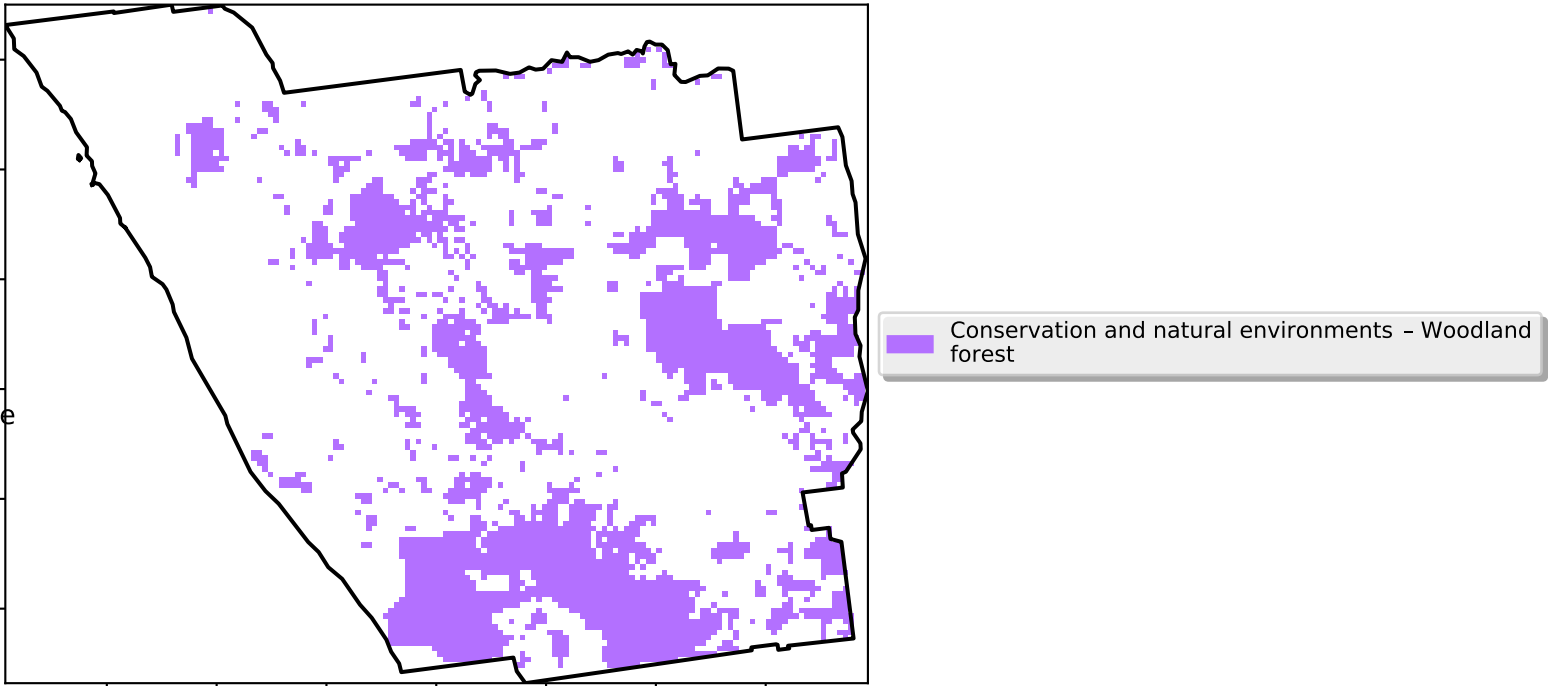 Conservation and natural environments – Woodland
forest
e